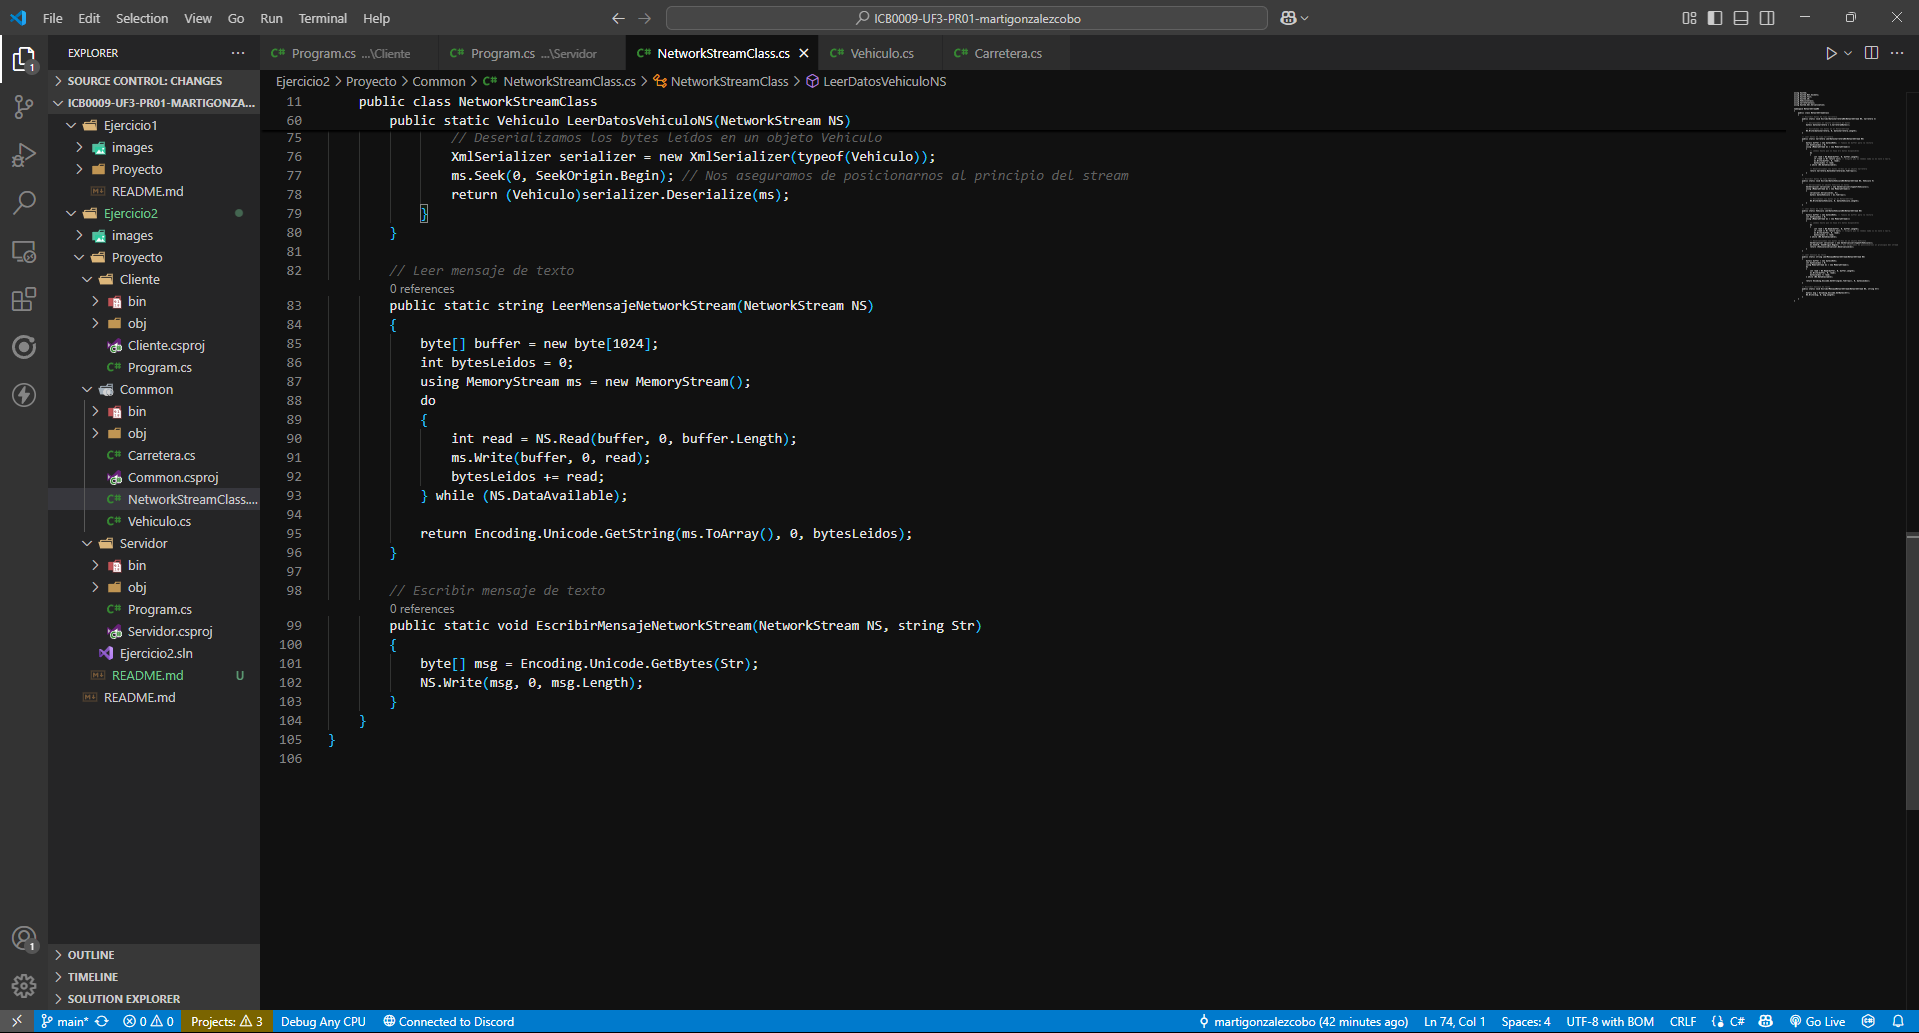 File Edit Selection View Go Run Terminal Help
ICB0009-UF3-PR01-martigonzalezcobo
EXPLORER
SOURCE CONTROL: CHANGES
ICB0009-UF3-PR01-MARTIGONZA...
Ejercicio1
images
Proyecto
README.md
Ejercicio2
images
Proyecto
Cliente
bin
obj
Cliente.csproj
C# Program.cs
Common
bin
obj
C# Carretera.cs
Common.csproj
C# NetworkStreamClass....
C# Vehiculo.cs
Servidor
bin
obj
C# Program.cs
Servidor.csproj
Ejercicio2.sln
README.md U
README.md
OUTLINE
TIMELINE
SOLUTION EXPLORER
1
1
C# Program.cs ...\Cliente
C# Program.cs ...\Servidor
C# NetworkStreamClass.cs
C# Vehiculo.cs
C# Carretera.cs
Ejercicio2 > Proyecto > Common > C# NetworkStreamClass.cs > NetworkStreamClass > LeerDatosVehiculoNS
11 public class NetworkStreamClass
60 public static Vehiculo LeerDatosVehiculoNS(NetworkStream NS)
75 // Deserializamos los bytes leídos en un objeto Vehiculo
76 XmlSerializer serializer = new XmlSerializer(typeof(Vehiculo));
77 ms.Seek(0, SeekOrigin.Begin); // Nos aseguramos de posicionarnos al principio del stream
78 return (Vehiculo)serializer.Deserialize(ms);
79 }
80 }
81
82 // Leer mensaje de texto
0 references
83 public static string LeerMensajeNetworkStream(NetworkStream NS)
84 {
85 byte[] buffer = new byte[1024];
86 int bytesLeidos = 0;
87 using MemoryStream ms = new MemoryStream();
88 do
89 {
90 int read = NS.Read(buffer, 0, buffer.Length);
91 ms.Write(buffer, 0, read);
92 bytesLeidos += read;
93 } while (NS.DataAvailable);
94
95 return Encoding.Unicode.GetString(ms.ToArray(), 0, bytesLeidos);
96 }
97
98 // Escribir mensaje de texto
0 references
99 public static void EscribirMensajeNetworkStream(NetworkStream NS, string Str)
100 {
101 byte[] msg = Encoding.Unicode.GetBytes(Str);
102 NS.Write(msg, 0, msg.Length);
103 }
104 }
105 }
106
main* 0 0 Projects: 3 Debug Any CPU Connected to Discord martigonzalezcobo (42 minutes ago) Ln 74, Col 1 Spaces: 4 UTF-8 with BOM CRLF C# Go Live